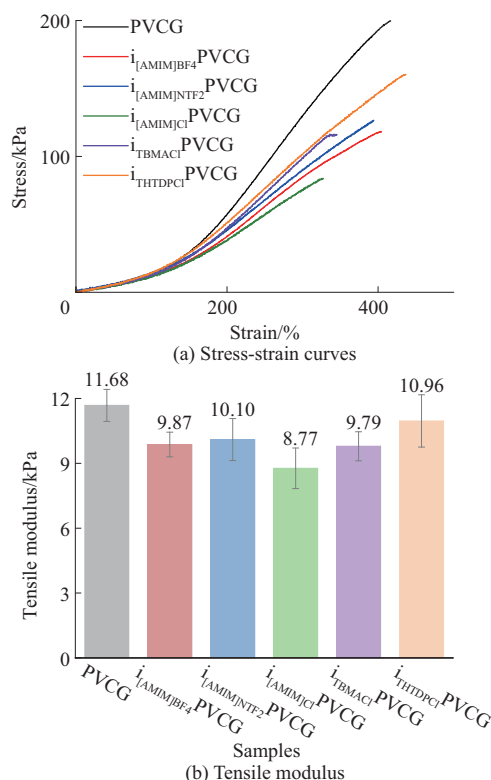 200
100
0
Stress/kPa
PVCG
i[AMIM]BF4PVCG
i[AMIM]NTF2PVCG
i[AMIM]ClPVCG
iTBMAClPVCG
iTHTDPClPVCG
0 200 400
Strain/%
(a) Stress-strain curves
12
9
6
3
0
Tensile modulus/kPa
11.68 9.87 10.10 8.77 9.79 10.96
PVCG i[AMIM]BF4PVCG i[AMIM]NTF2PVCG i[AMIM]ClPVCG iTBMAClPVCG iTHTDPClPVCG
Samples
(b) Tensile modulus